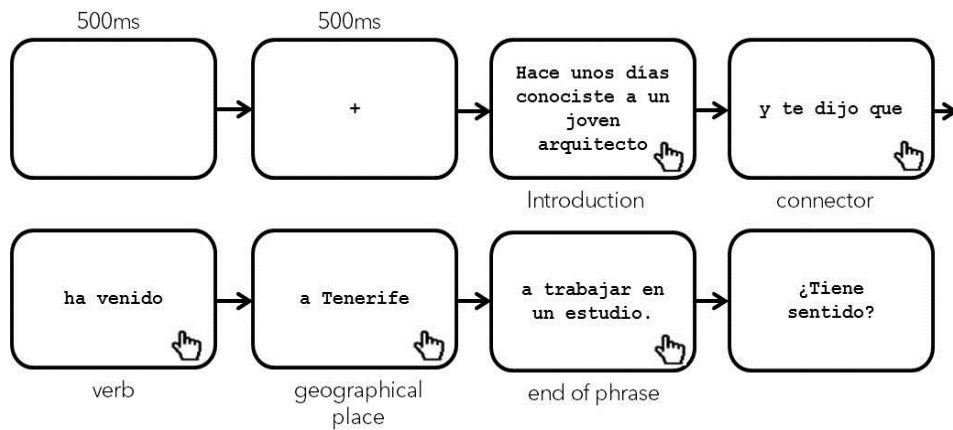 500ms
500ms
+
Hace unos días
conociste a un
joven
arquitecto
y te dijo que
Introduction
connector
ha venido
a Tenerife
a trabajar en
un estudio.
¿Tiene
sentido?
verb
geographical
place
end of phrase